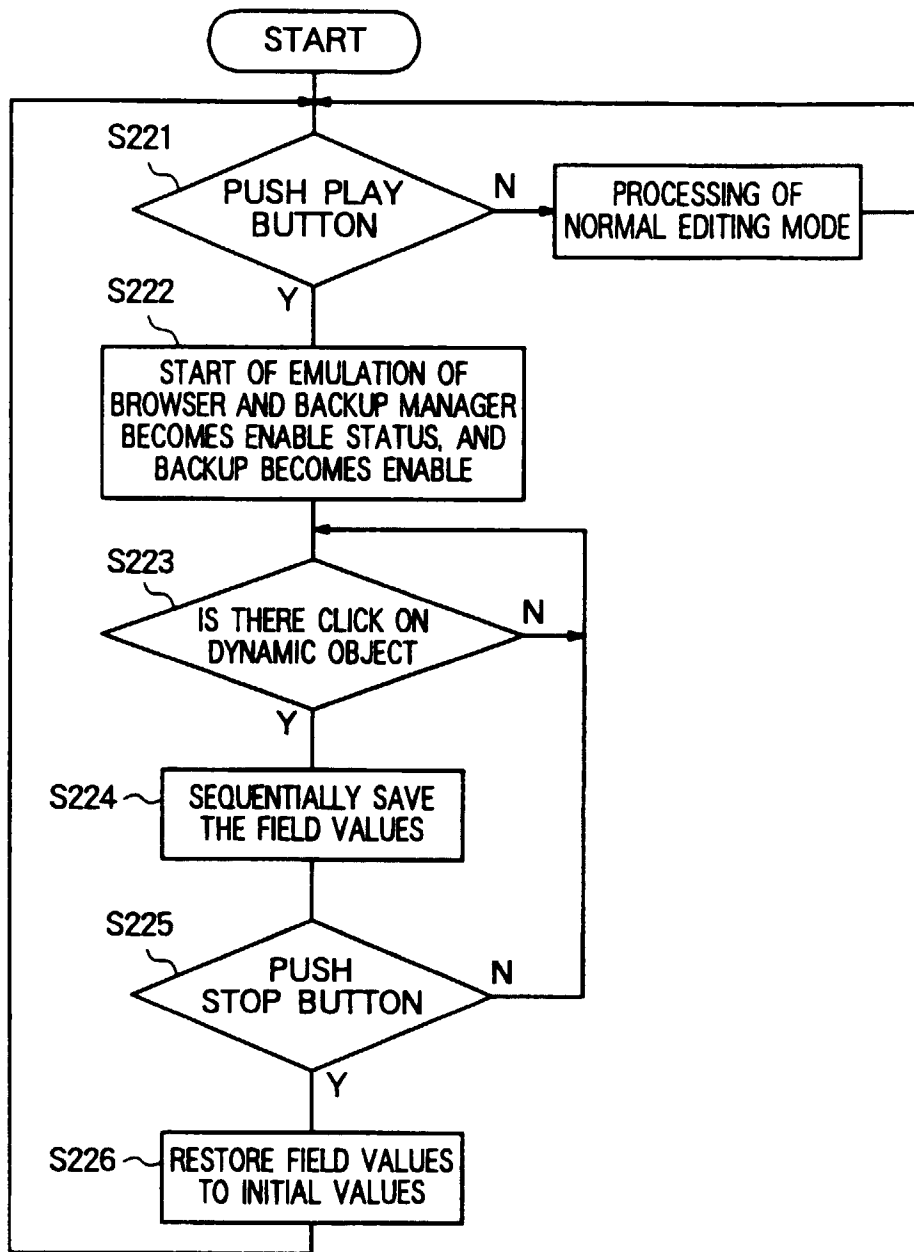 START
S221
PUSH PLAY
BUTTON
N
PROCESSING OF
NORMAL EDITING MODE
Y
S222
START OF EMULATION OF
BROWSER AND BACKUP MANAGER
BECOMES ENABLE STATUS, AND
BACKUP BECOMES ENABLE
S223
IS THERE CLICK ON
DYNAMIC OBJECT
N
Y
S224
SEQUENTIALLY SAVE
THE FIELD VALUES
S225
PUSH
STOP BUTTON
N
Y
S226
RESTORE FIELD VALUES
TO INITIAL VALUES